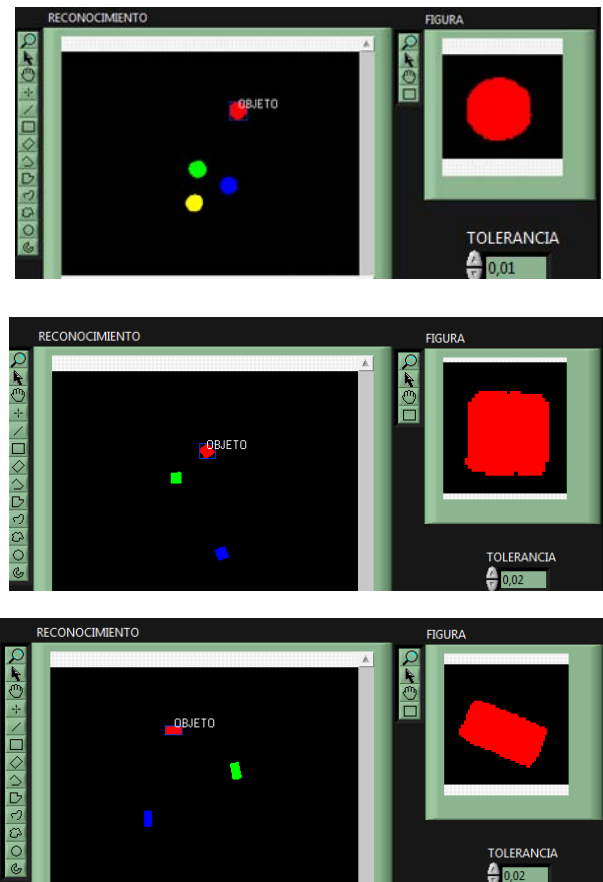 RECONOCIMIENTO
FIGURA
OBJETO
TOLERANCIA
0,01
RECONOCIMIENTO
FIGURA
OBJETO
TOLERANCIA
0,02
RECONOCIMIENTO
FIGURA
OBJETO
TOLERANCIA
0,02